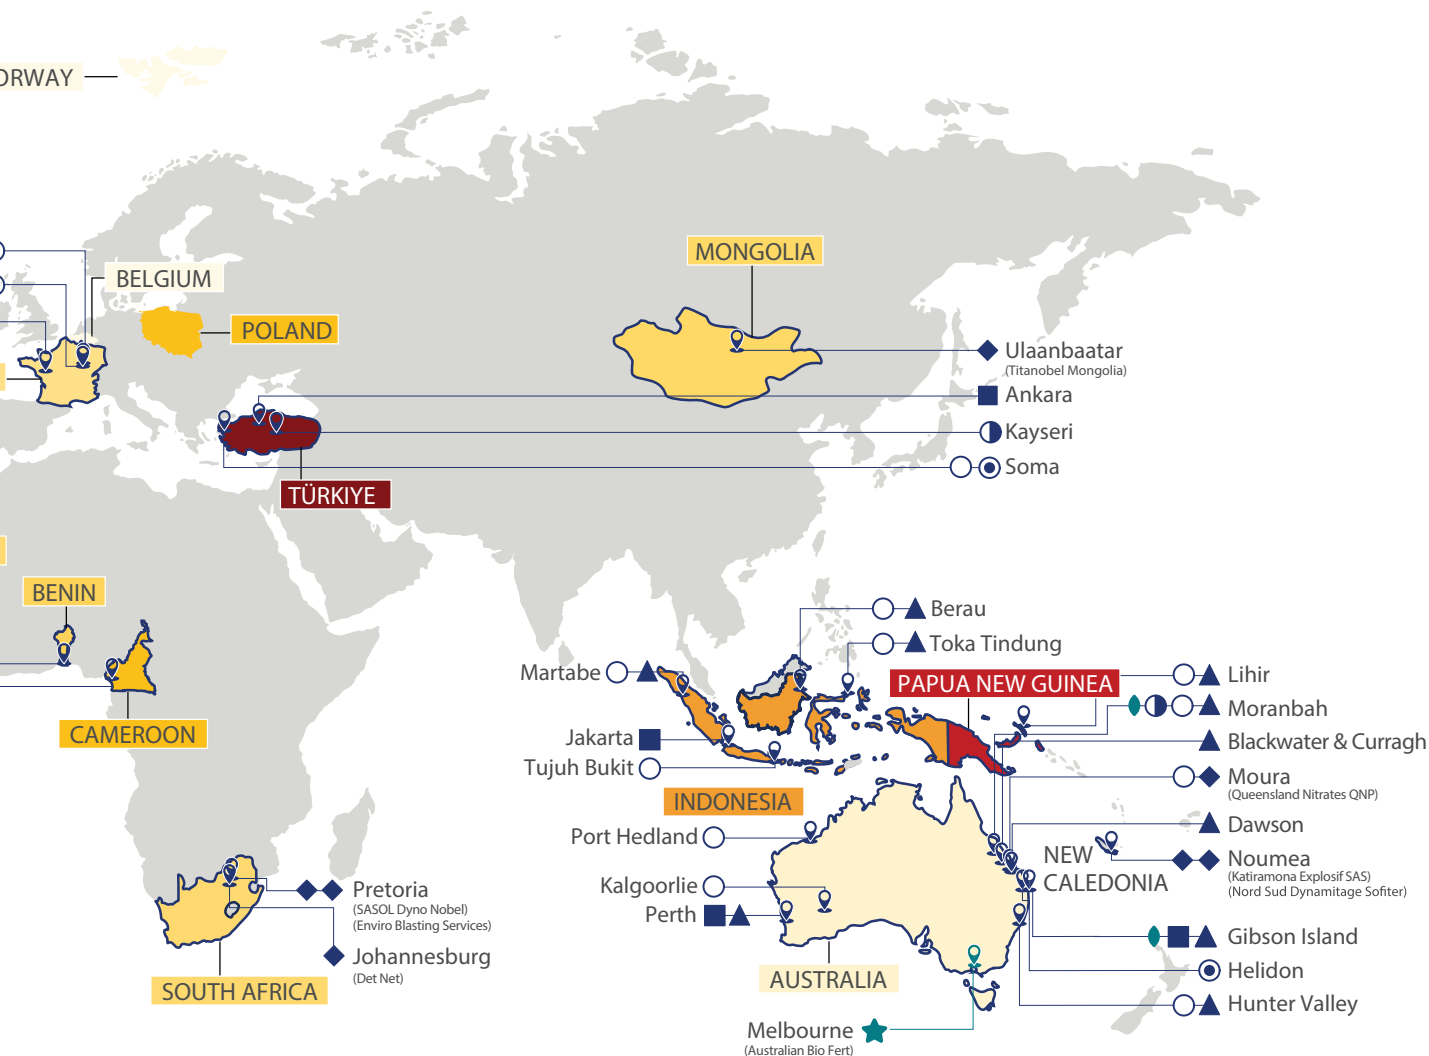 ORWAY
MONGOLIA
BELGIUM
POLAND
Ulaanbaatar
(Titanobel Mongolia)
Ankara
Kayseri
Soma
TÜRKIYE
BENIN
CAMEROON
Berau
Toka Tindung
Martabe
PAPUA NEW GUINEA
Lihir
Moranbah
Jakarta
Blackwater & Curragh
Tujuh Bukit
Moura
(Queensland Nitrates QNP)
INDONESIA
Port Hedland
Dawson
NEW
CALEDONIA
Noumea
(Katiramona Explosif SAS)
(Nord Sud Dynamitage Sofiter)
Kalgoorlie
Perth
Pretoria
(SASOL Dyno Nobel)
(Enviro Blasting Services)
Johannesburg
(Det Net)
SOUTH AFRICA
Gibson Island
Helidon
AUSTRALIA
Hunter Valley
Melbourne
(Australian Bio Fert)